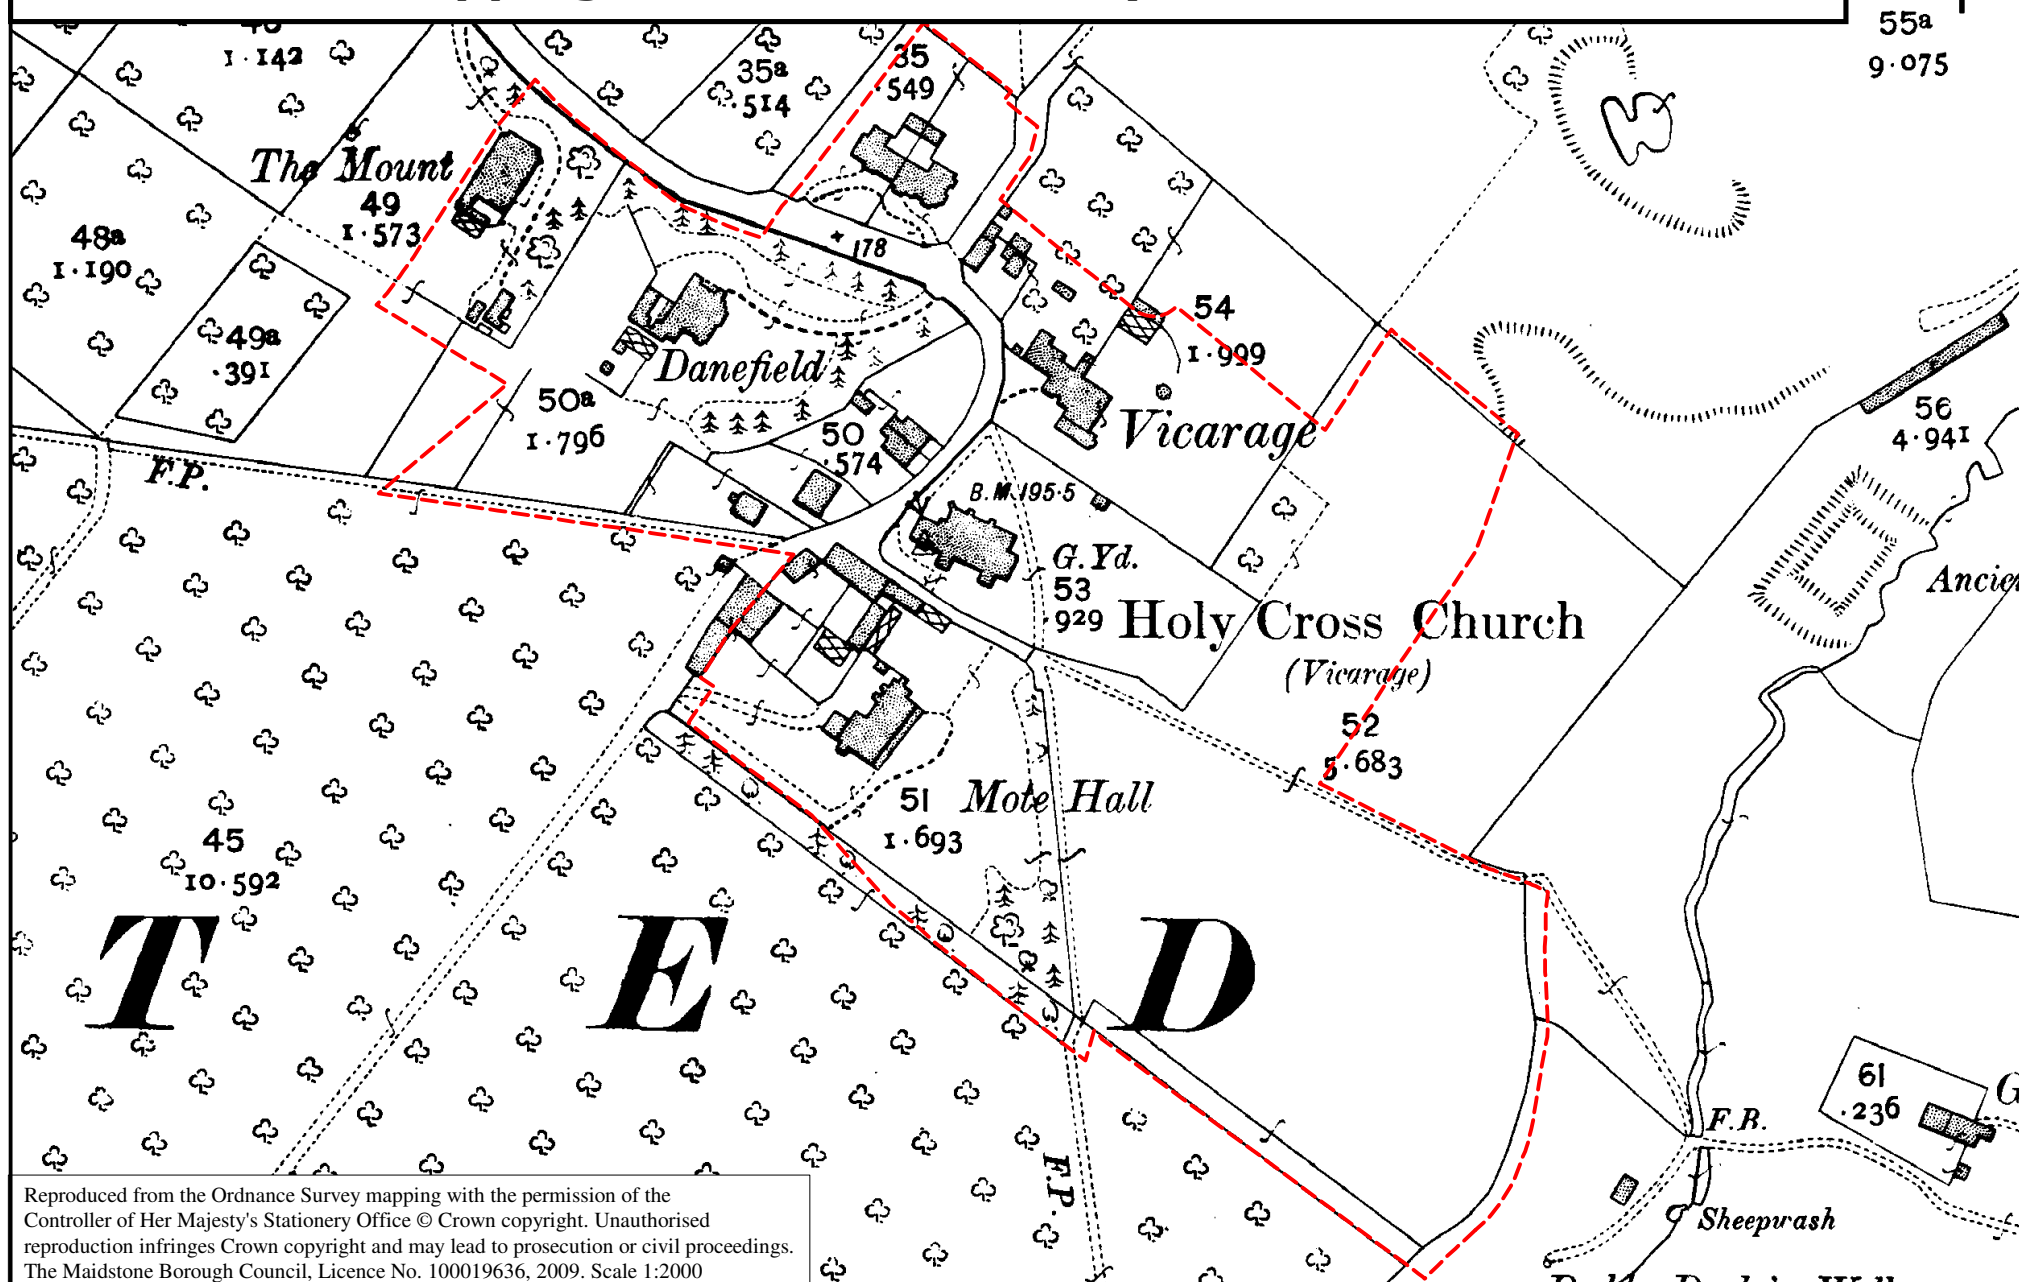 55a
9·075
1·142
35a
·514
35
·549
The Mount
49
1·573
48a
1·190
49a
·391
178
54
1·999
Danefield
50a
1·796
50
·574
Vicarage
56
4·941
F.P.
B.M.195·5
G.Yd.
53
·929
Holy Cross Church
(Vicarage)
52
5·683
51
1·693
Mote Hall
45
10·592
T E D
61
·236
F.B.
F.P.
Sheepwash
Reproduced from the Ordnance Survey mapping with the permission of the
Controller of Her Majesty's Stationery Office © Crown copyright. Unauthorised
reproduction infringes Crown copyright and may lead to prosecution or civil proceedings.
The Maidstone Borough Council, Licence No. 100019636, 2009. Scale 1:2000